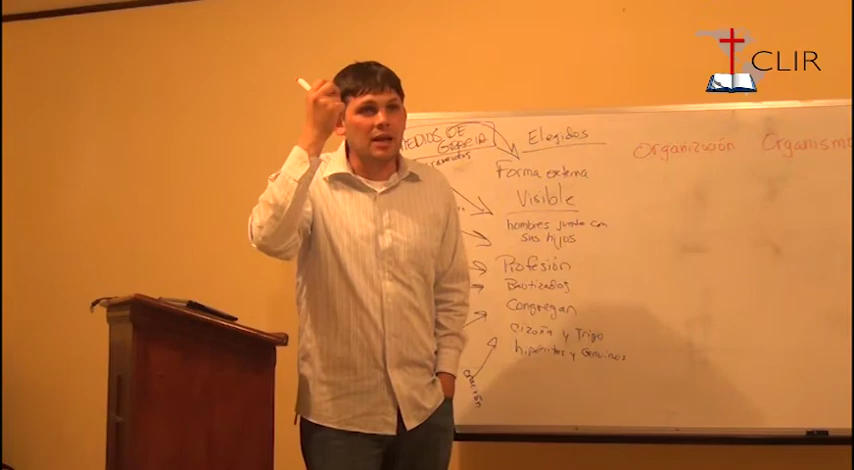 CLIR
MEDIOS DE
GRACIA
Elegidos
Forma externa
Visible
hombres junto con
sus hijos
Profesión
Bautizados
Congregan
Cizaña y Trigo
hipócritas y Genuinos
oración
Organización
Organismo